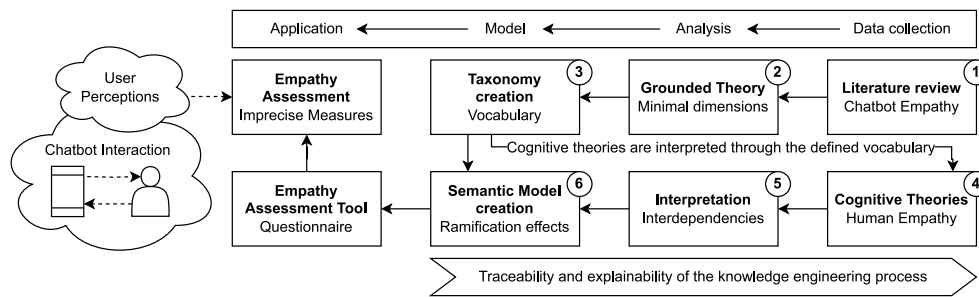 Application Model Analysis Data collection
User
Perceptions
Empathy
Assessment
Imprecise Measures
3
Taxonomy
creation
Vocabulary
2
Grounded Theory
Minimal dimensions
1
Literature review
Chatbot Empathy
Chatbot Interaction
Cognitive theories are interpreted through the defined vocabulary
Empathy
Assessment Tool
Questionnaire
6
Semantic Model
creation
Ramification effects
5
Interpretation
Interdependencies
4
Cognitive Theories
Human Empathy
Traceability and explainability of the knowledge engineering process